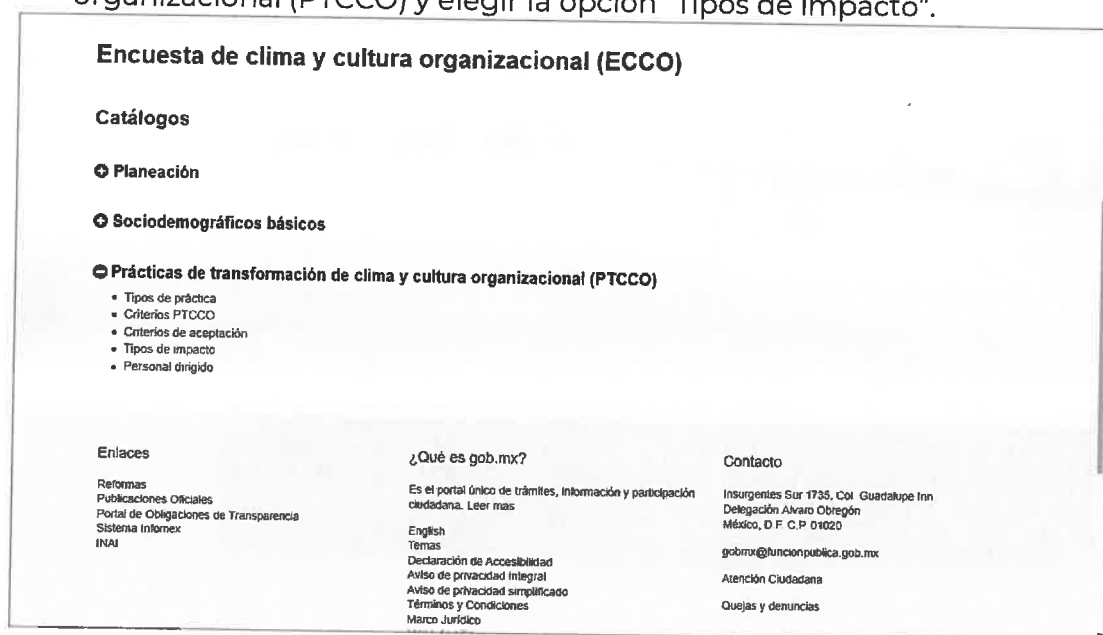 organizacional (PTCCO) y elegir la opción "Tipos de impacto".
Encuesta de clima y cultura organizacional (ECCO)
Catálogos
Planeación
Sociodemográficos básicos
Prácticas de transformación de clima y cultura organizacional (PTCCO)
• Tipos de práctica
• Criterios PTCCO
• Criterios de aceptación
• Tipos de impacto
• Personal dirigido
Enlaces
Reformas
Publicaciones Oficiales
Portal de Obligaciones de Transparencia
Sistema Infomex
INAI
¿Qué es gob.mx?
Es el portal único de trámites, información y participación
ciudadana. Leer mas
English
Temas
Declaración de Accesibilidad
Aviso de privacidad integral
Aviso de privacidad simplificado
Términos y Condiciones
Marco Jurídico
Contacto
Insurgentes Sur 1735, Col Guadalupe Inn
Delegación Alvaro Obregón
México, D.F. C.P 01020
gobmx@funcionpublica.gob.mx
Atención Ciudadana
Quejas y denuncias